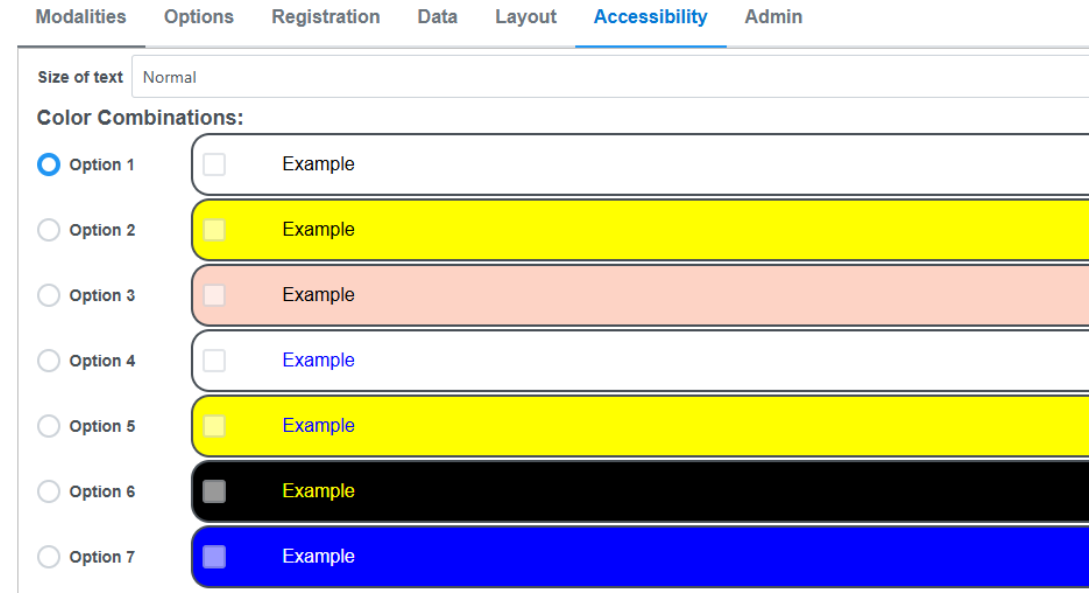 Modalities Options Registration Data Layout Accessibility Admin
Size of text Normal
Color Combinations:
Option 1 Example
Option 2 Example
Option 3 Example
Option 4 Example
Option 5 Example
Option 6 Example
Option 7 Example